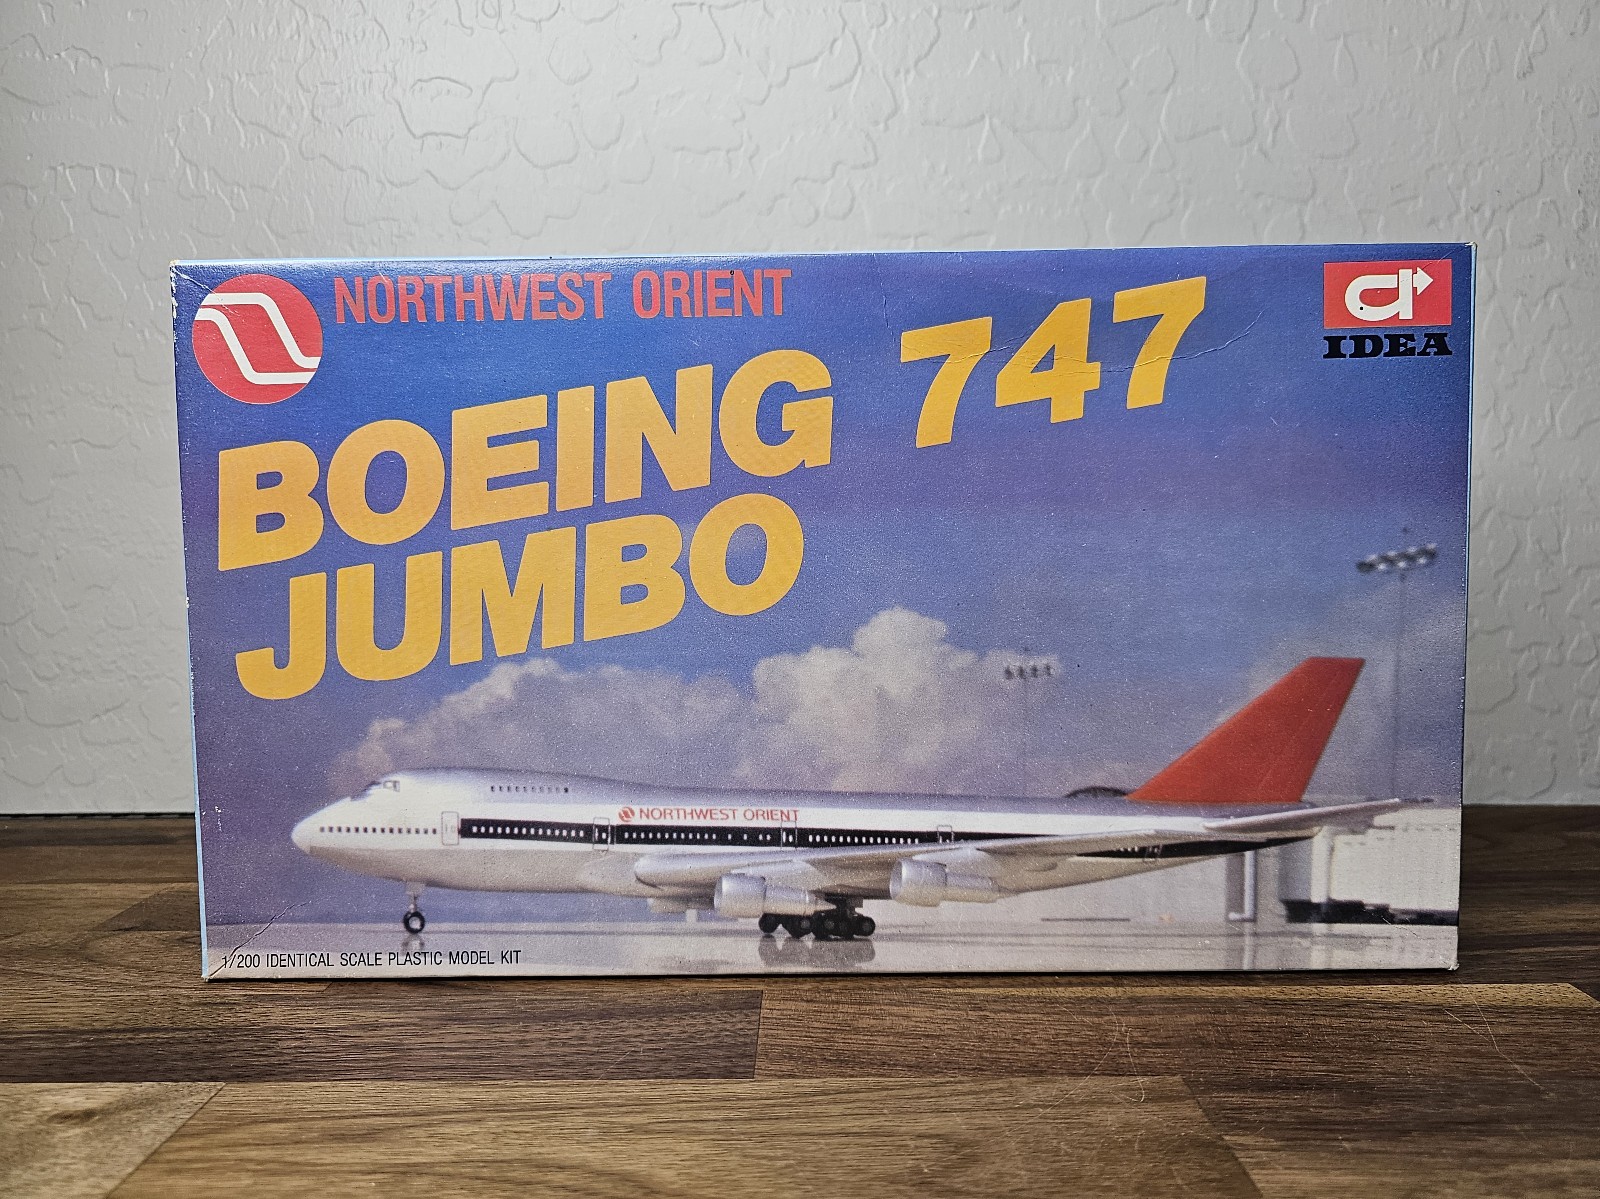 NORTHWEST ORIENT
BOEING 747
JUMBO
IDEA
NORTHWEST ORIENT
1/200 IDENTICAL SCALE PLASTIC MODEL KIT